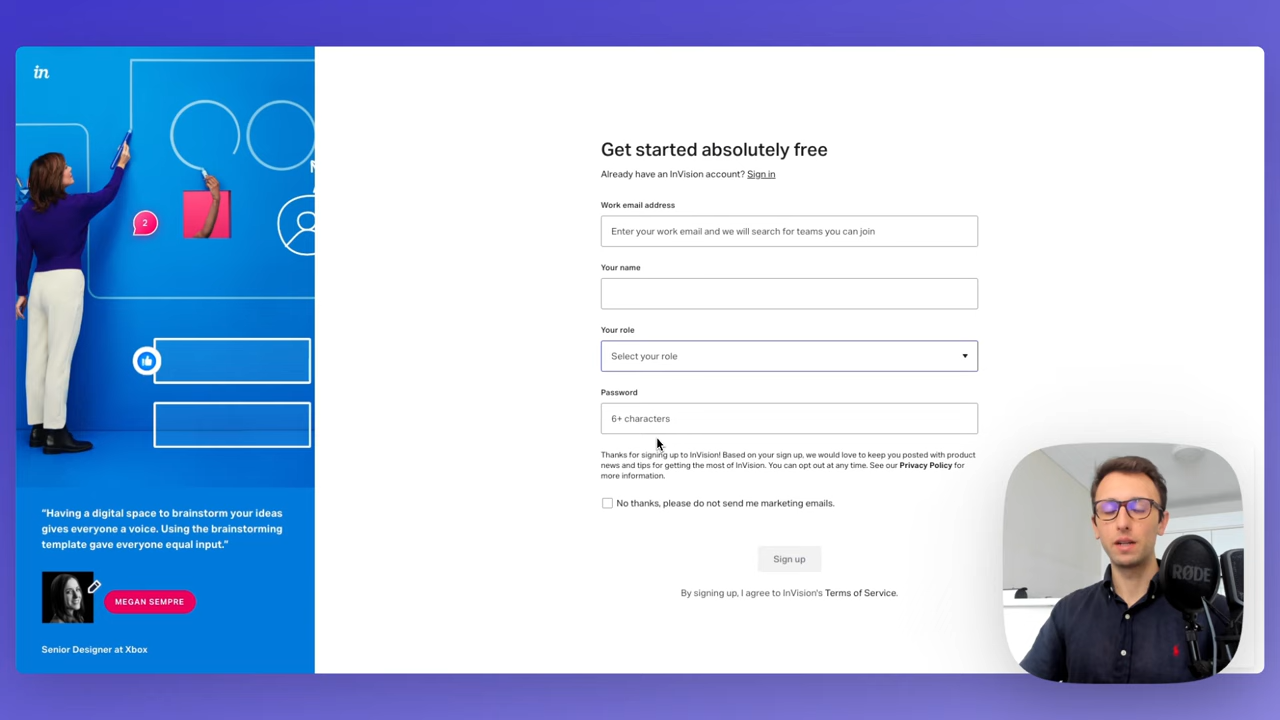 in
2
"Having a digital space to brainstorm your ideas
gives everyone a voice. Using the brainstorming
template gave everyone equal input."
MEGAN SEMPRE
Senior Designer at Xbox
Get started absolutely free
Already have an InVision account? Sign in
Work email address
Enter your work email and we will search for teams you can join
Your name
Your role
Select your role
Password
6+ characters
Thanks for signing up to InVision! Based on your sign up, we would love to keep you posted with product
news and tips for getting the most of InVision. You can opt out at any time. See our Privacy Policy for
more information.
No thanks, please do not send me marketing emails.
Sign up
By signing up, I agree to InVision's Terms of Service.
RØDE